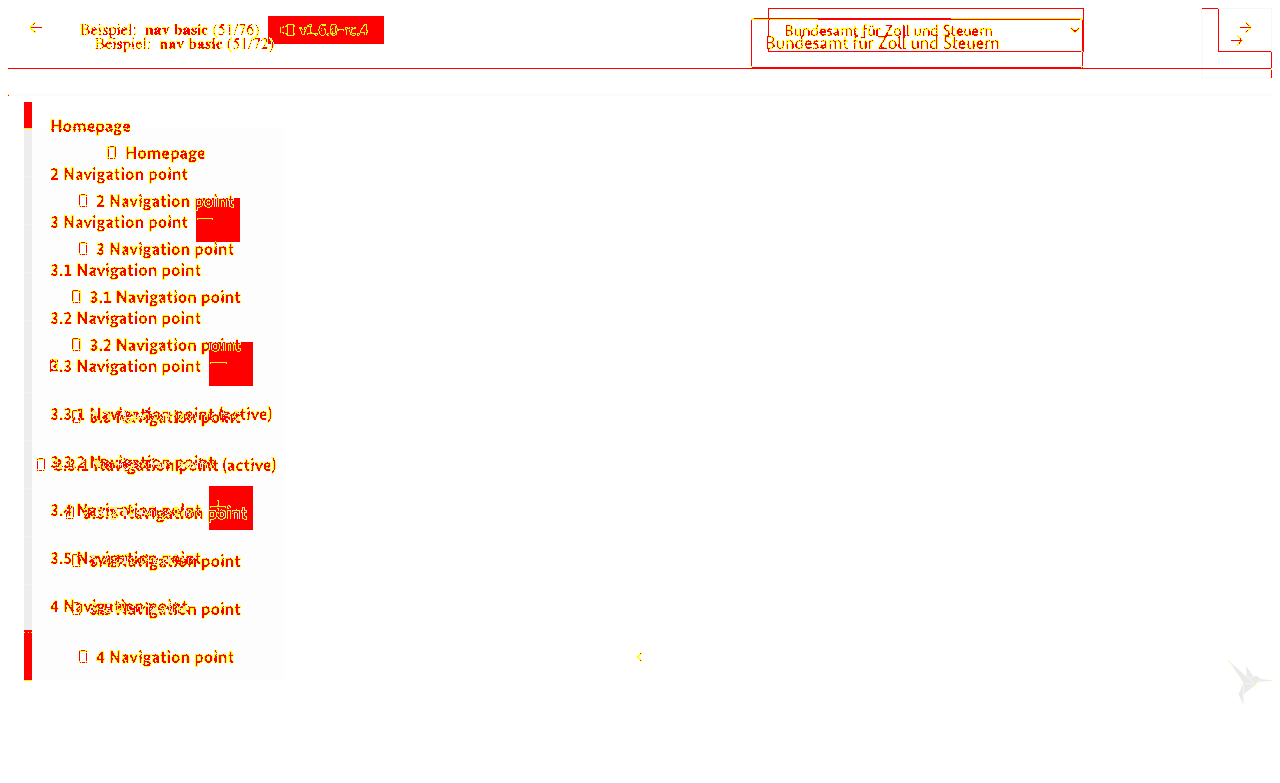 Beispiel: nav basic (51/76) v1.6.0-rc.4 Bundesamt für Zoll und Steuern
Beispiel: nav basic (51/72) Bundesamt für Zoll und Steuern
Homepage
Homepage
2 Navigation point
2 Navigation point
3 Navigation point
3 Navigation point
3.1 Navigation point
3.1 Navigation point
3.2 Navigation point
3.2 Navigation point
3.3 Navigation point
3.3.1 Navigation point (active)
3.3 Navigation point
3.3.2 Navigation point
3.3.1 Navigation point (active)
3.4 Navigation point
3.3.2 Navigation point
3.5 Navigation point
3.4 Navigation point
4 Navigation point
3.5 Navigation point
4 Navigation point